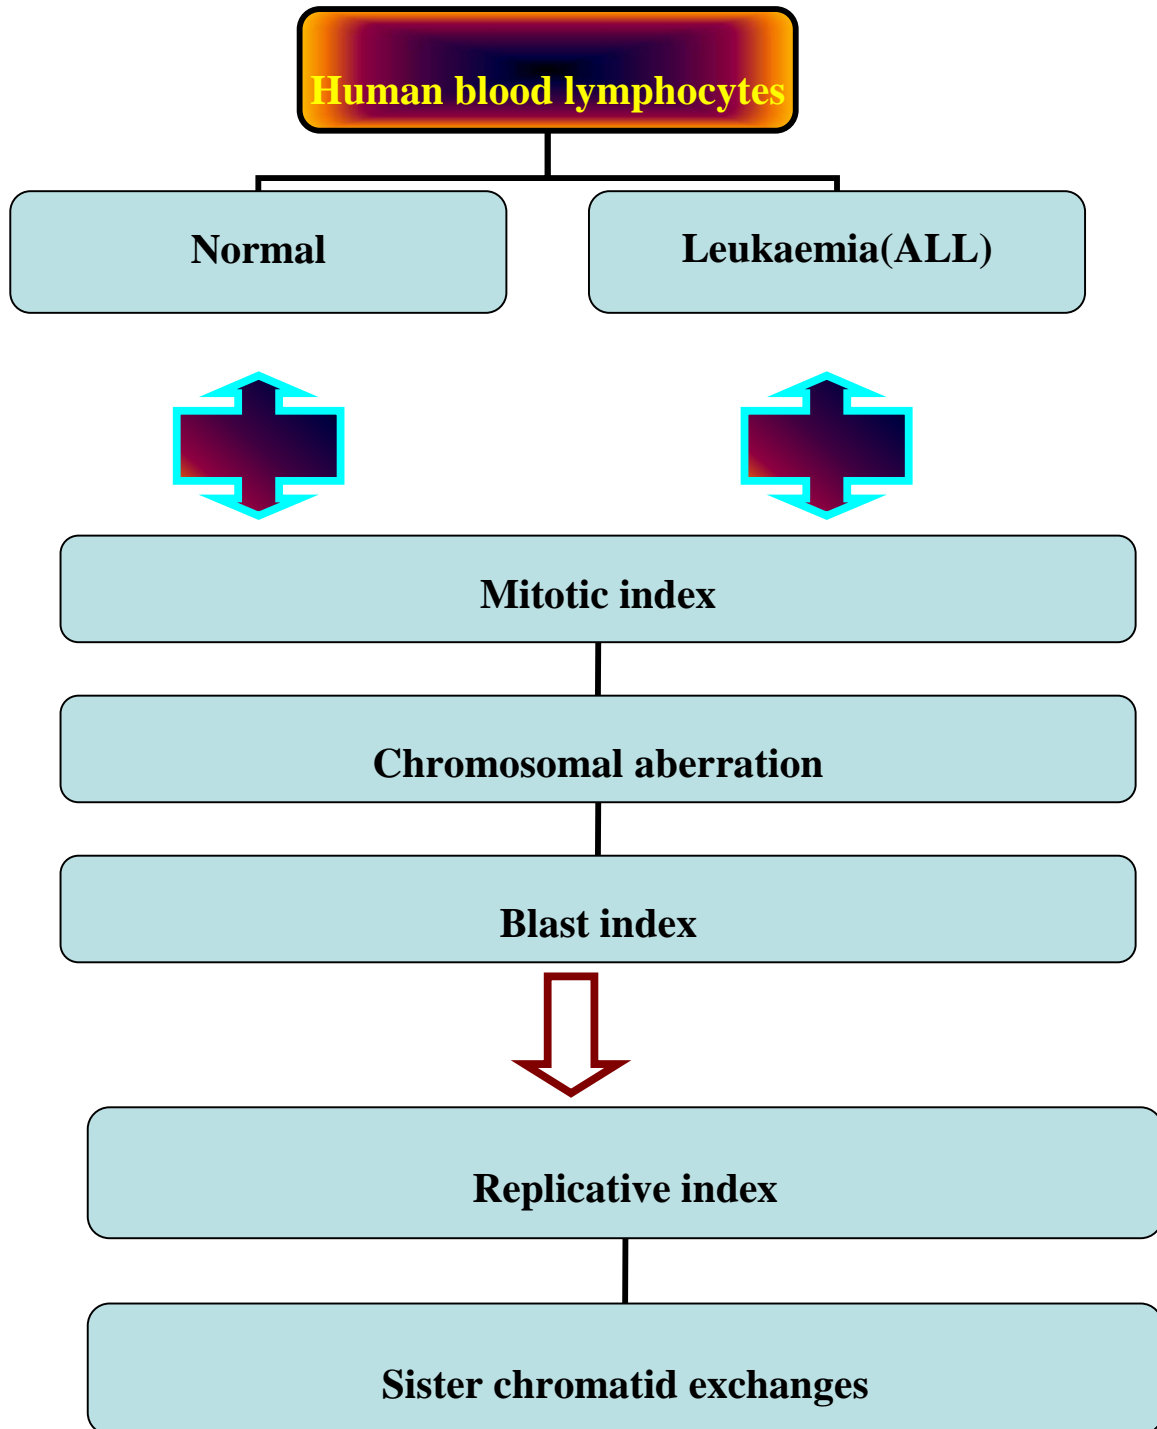 Human blood lymphocytes
Normal
Leukaemia(ALL)
Mitotic index
Chromosomal aberration
Blast index
Replicative index
Sister chromatid exchanges